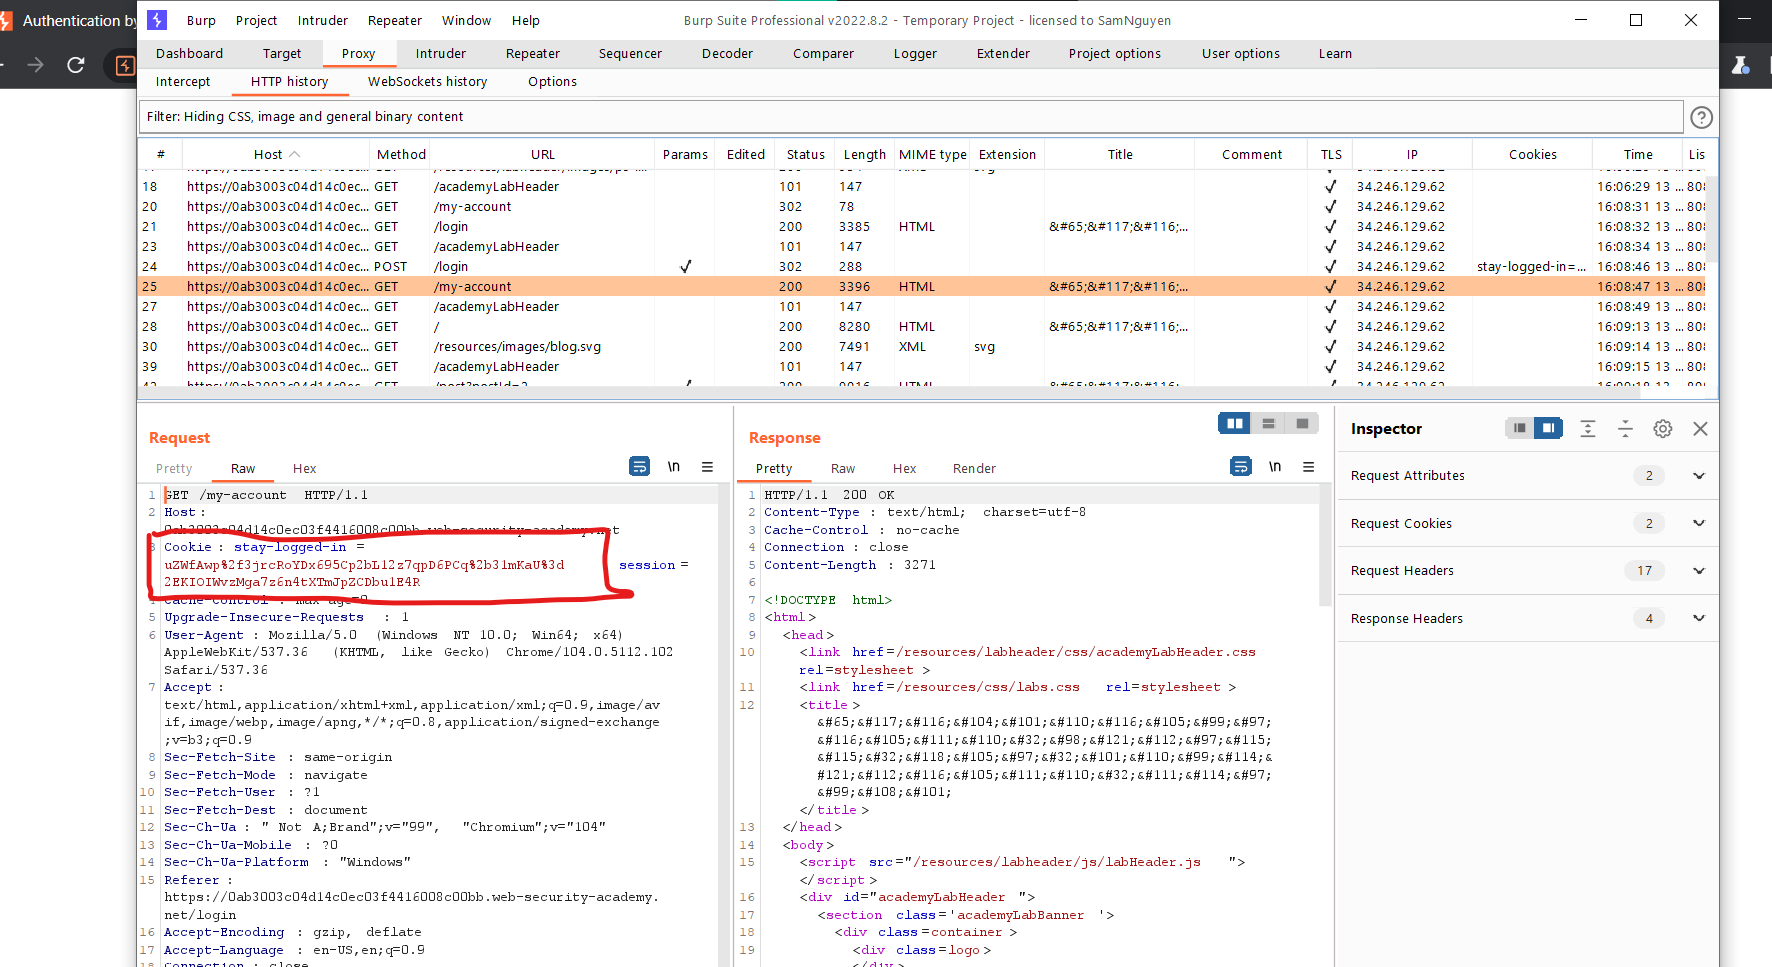 Authentication by
Burp Project Intruder Repeater Window Help
Burp Suite Professional v2022.8.2 - Temporary Project - licensed to SamNguyen
Dashboard Target Proxy Intruder Repeater Sequencer Decoder Comparer Logger Extender Project options User options Learn
Intercept HTTP history WebSockets history Options
Filter: Hiding CSS, image and general binary content
# Host Method URL Params Edited Status Length MIME type Extension Title Comment TLS IP Cookies Time Lis
18 https://0ab3003c04d14c0ec... GET /academyLabHeader 101 147 ✓ 34.246.129.62 16:06:29 13 ... 808
20 https://0ab3003c04d14c0ec... GET /my-account 302 78 ✓ 34.246.129.62 16:08:31 13 ... 808
21 https://0ab3003c04d14c0ec... GET /login 200 3385 HTML &#65;&#117;&#116;... ✓ 34.246.129.62 16:08:32 13 ... 808
23 https://0ab3003c04d14c0ec... GET /academyLabHeader 101 147 ✓ 34.246.129.62 16:08:34 13 ... 808
24 https://0ab3003c04d14c0ec... POST /login ✓ 302 288 ✓ 34.246.129.62 stay-logged-in=... 16:08:46 13 ... 808
25 https://0ab3003c04d14c0ec... GET /my-account 200 3396 HTML &#65;&#117;&#116;... ✓ 34.246.129.62 16:08:47 13 ... 808
27 https://0ab3003c04d14c0ec... GET /academyLabHeader 101 147 ✓ 34.246.129.62 16:08:49 13 ... 808
28 https://0ab3003c04d14c0ec... GET / 200 8280 HTML &#65;&#117;&#116;... ✓ 34.246.129.62 16:09:13 13 ... 808
30 https://0ab3003c04d14c0ec... GET /resources/images/blog.svg 200 7491 XML svg ✓ 34.246.129.62 16:09:14 13 ... 808
39 https://0ab3003c04d14c0ec... GET /academyLabHeader 101 147 ✓ 34.246.129.62 16:09:15 13 ... 808
Request
Pretty Raw Hex \n
1 GET /my-account HTTP/1.1
2 Host :
0ab3003c04d14c0ec03f4416008c00bb.web-security-academy.net
3 Cookie : stay-logged-in =
uZWfAwp%2f3jrcRoYDx695Cp2bL12z7qpD6PCq%2b31mKaU%3d session =
2EKIOIWvzMga7z6n4tXTmJpZCDbu1E4R
4 Cache-Control : max-age=0
5 Upgrade-Insecure-Requests : 1
6 User-Agent : Mozilla/5.0 (Windows NT 10.0; Win64; x64)
AppleWebKit/537.36 (KHTML, like Gecko) Chrome/104.0.5112.102
Safari/537.36
7 Accept :
text/html,application/xhtml+xml,application/xml;q=0.9,image/av
if,image/webp,image/apng,*/*;q=0.8,application/signed-exchange
;v=b3;q=0.9
8 Sec-Fetch-Site : same-origin
9 Sec-Fetch-Mode : navigate
10 Sec-Fetch-User : ?1
11 Sec-Fetch-Dest : document
12 Sec-Ch-Ua : " Not A;Brand";v="99", "Chromium";v="104"
13 Sec-Ch-Ua-Mobile : ?0
14 Sec-Ch-Ua-Platform : "Windows"
15 Referer :
https://0ab3003c04d14c0ec03f4416008c00bb.web-security-academy.
net/login
16 Accept-Encoding : gzip, deflate
17 Accept-Language : en-US,en;q=0.9
18 Connection : close
Response
Pretty Raw Hex Render \n
1 HTTP/1.1 200 OK
2 Content-Type : text/html; charset=utf-8
3 Cache-Control : no-cache
4 Connection : close
5 Content-Length : 3271
6
7 <!DOCTYPE html>
8 <html>
9 <head>
10 <link href=/resources/labheader/css/academyLabHeader.css
rel=stylesheet >
11 <link href=/resources/css/labs.css rel=stylesheet >
12 <title>
&#65;&#117;&#116;&#104;&#101;&#110;&#116;&#105;&#99;&#97;
&#116;&#105;&#111;&#110;&#32;&#98;&#121;&#112;&#97;&#115;
&#115;&#32;&#118;&#105;&#97;&#32;&#101;&#110;&#99;&#114;&
#121;&#112;&#116;&#105;&#111;&#110;&#32;&#111;&#114;&#97;
&#99;&#108;&#101;
</title>
13 </head>
14 <body>
15 <script src="/resources/labheader/js/labHeader.js ">
</script>
16 <div id="academyLabHeader ">
17 <section class='academyLabBanner '>
18 <div class=container >
19 <div class=logo>
</div>
Inspector
Request Attributes 2
Request Cookies 2
Request Headers 17
Response Headers 4